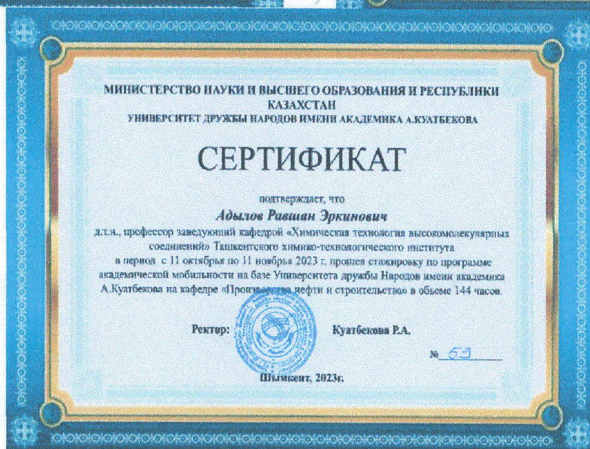 МИНИСТЕРСТВО НАУКИ И ВЫСШЕГО ОБРАЗОВАНИЯ И РЕСПУБЛИКИ
КАЗАХСТАН
УНИВЕРСИТЕТ ДРУЖБЫ НАРОДОВ ИМЕНИ АКАДЕМИКА А.КУАТБЕКОВА
СЕРТИФИКАТ
подтверждает, что
Адылов Равшан Эркинович
д.т.н., профессор заведующий кафедрой «Химическая технология высокомолекулярных
соединений» Ташкентского химико-технологического института
в период с 11 октября по 11 ноября 2023 г. прошел стажировку по программе
академической мобильности на базе Университета дружбы Народов имени академика
А.Куатбекова на кафедре «Производства нефти и строительства» в объеме 144 часов.
Ректор: Куатбекова Р.А.
№ 69
Шымкент, 2023г.